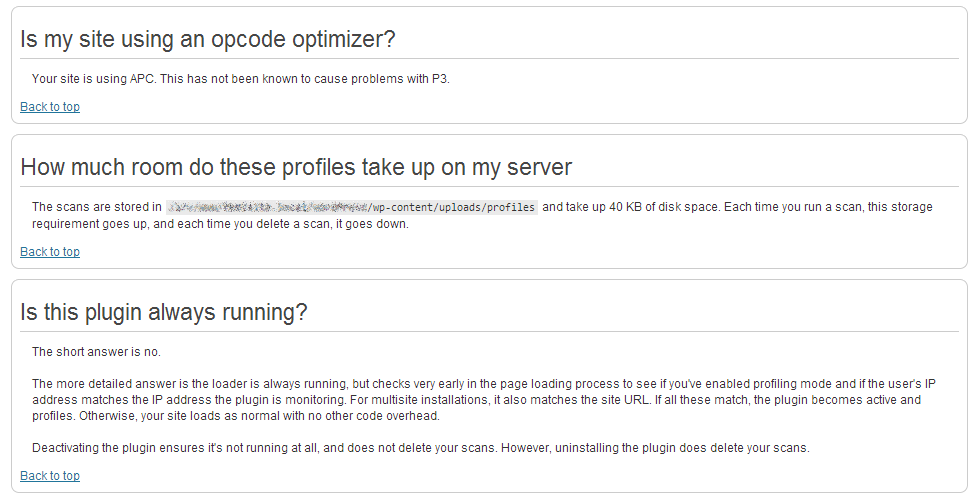 Is my site using an opcode optimizer?
Your site is using APC. This has not been known to cause problems with P3.
Back to top
How much room do these profiles take up on my server
The scans are stored in /wp-content/uploads/profiles and take up 40 KB of disk space. Each time you run a scan, this storage
requirement goes up, and each time you delete a scan, it goes down.
Back to top
Is this plugin always running?
The short answer is no.
The more detailed answer is the loader is always running, but checks very early in the page loading process to see if you've enabled profiling mode and if the user's IP
address matches the IP address the plugin is monitoring. For multisite installations, it also matches the site URL. If all these match, the plugin becomes active and
profiles. Otherwise, your site loads as normal with no other code overhead.
Deactivating the plugin ensures it's not running at all, and does not delete your scans. However, uninstalling the plugin does delete your scans.
Back to top